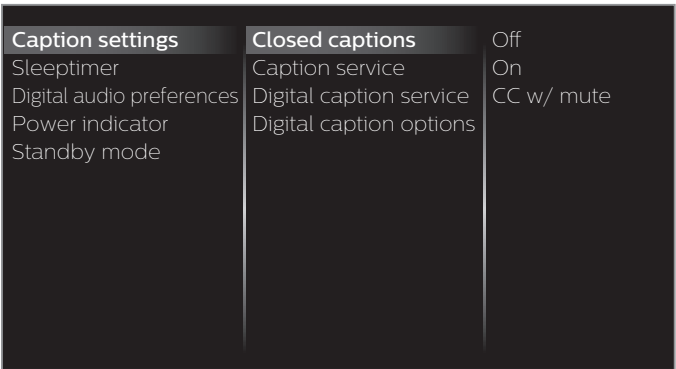 Caption settings
Sleeptimer
Digital audio preferences
Power indicator
Standby mode
Closed captions
Caption service
Digital caption service
Digital caption options
Off
On
CC w/ mute